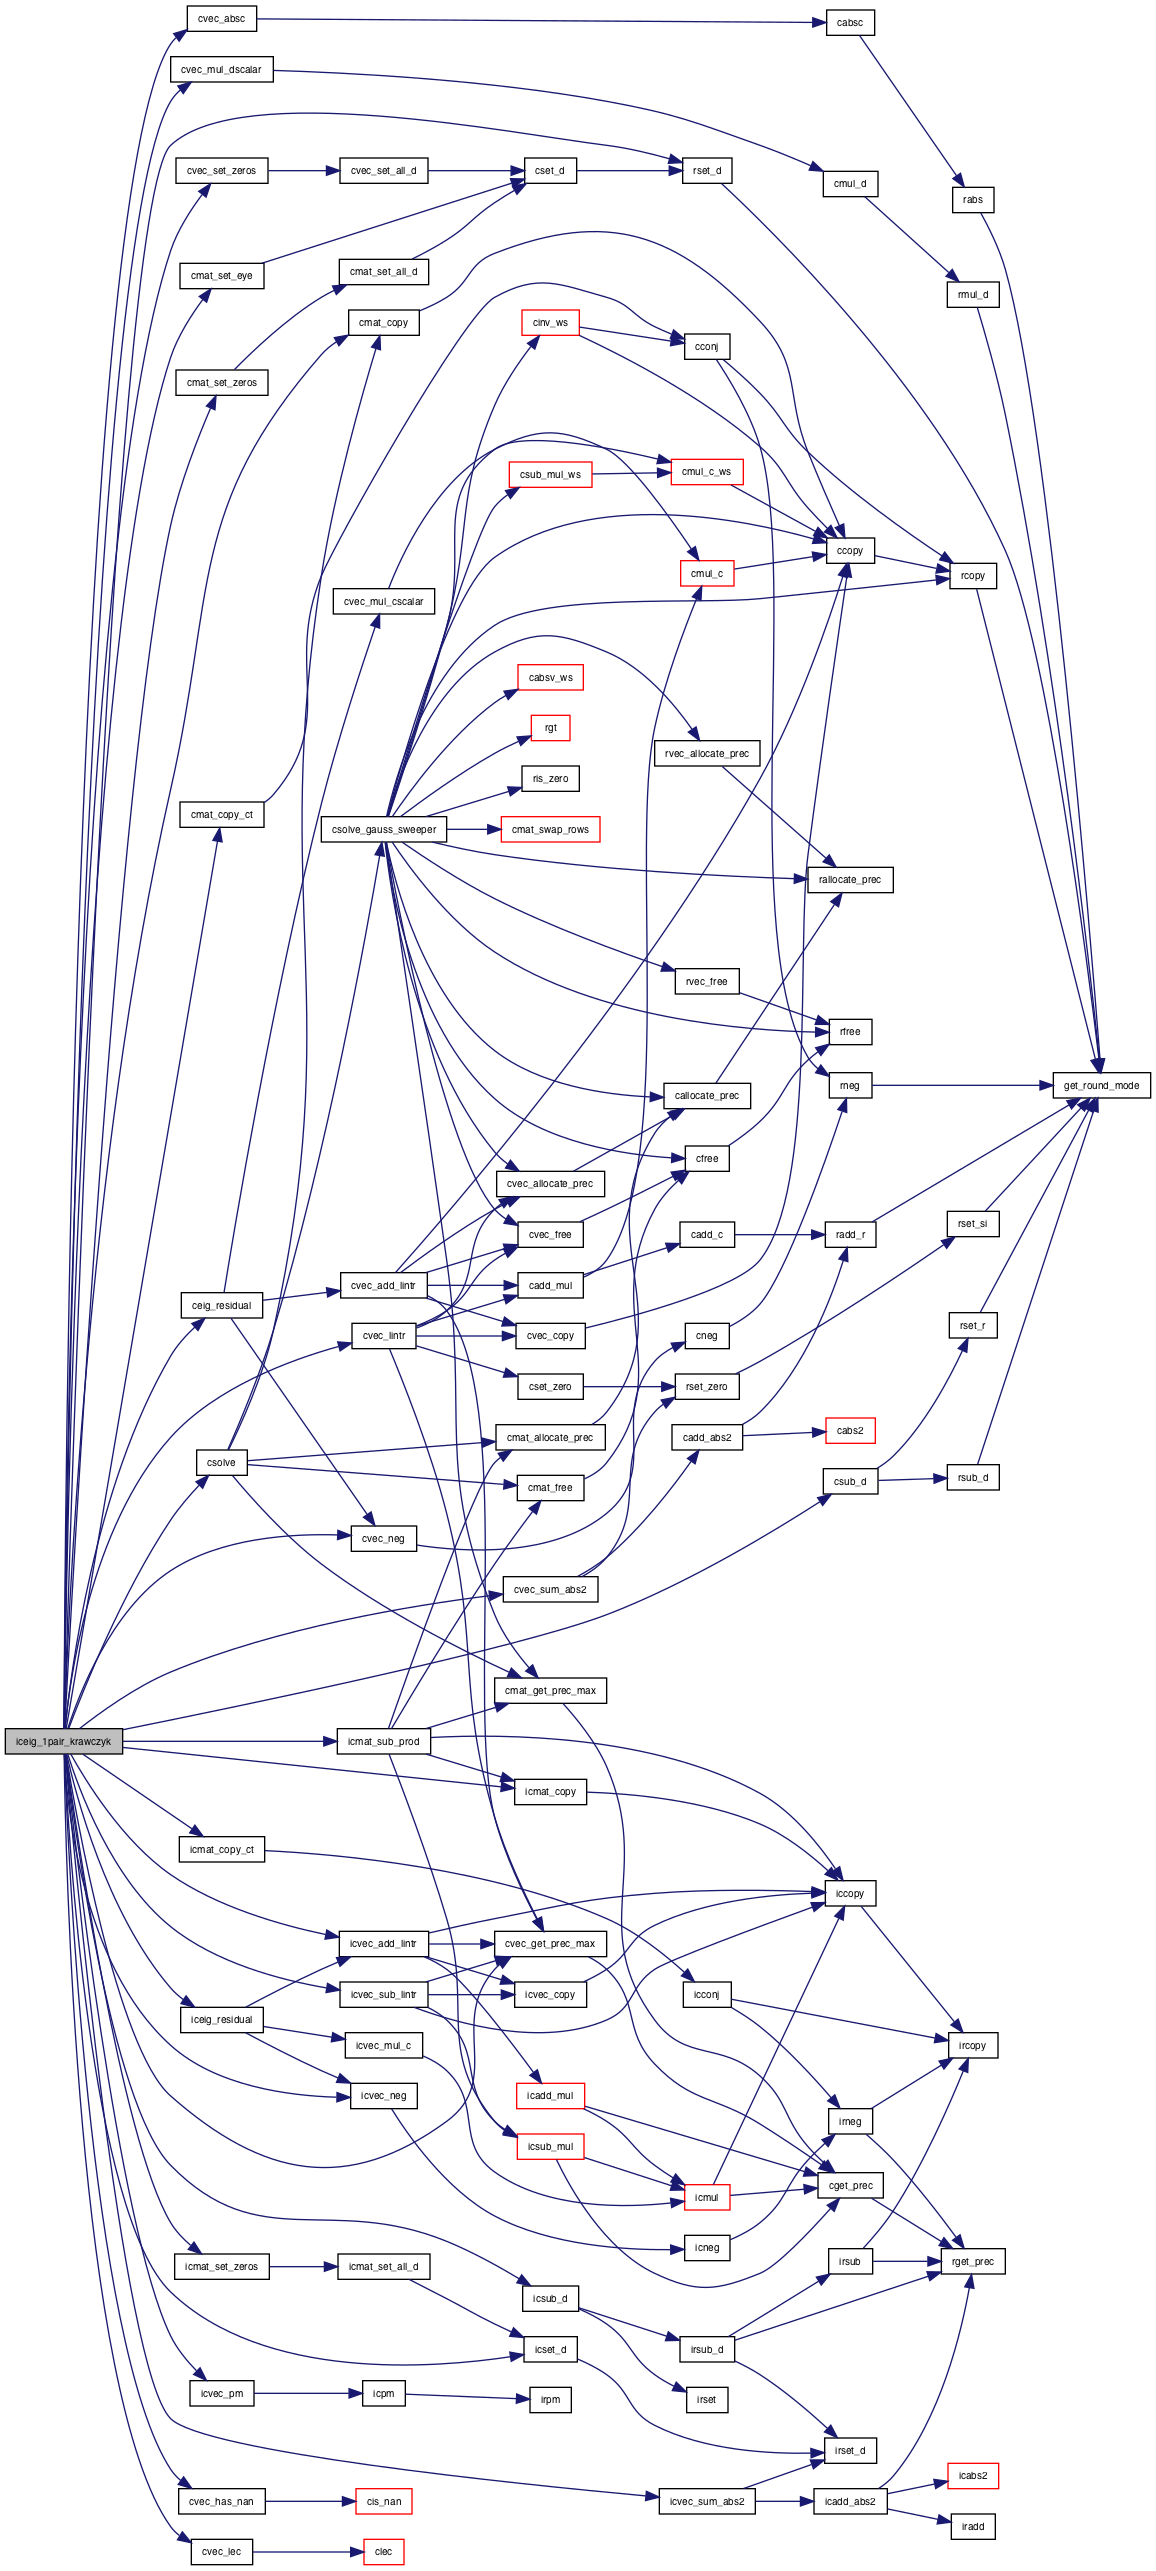 cvec_absc
cabsc
cvec_mul_dscalar
cvec_set_zeros
cvec_set_all_d
cset_d
rset_d
cmul_d
rabs
cmat_set_eye
cmat_set_all_d
rmul_d
cmat_copy
cinv_ws
cconj
cmat_set_zeros
csub_mul_ws
cmul_c_ws
ccopy
cmul_c
rcopy
cvec_mul_cscalar
cabsv_ws
rgt
rvec_allocate_prec
ris_zero
cmat_copy_ct
csolve_gauss_sweeper
cmat_swap_rows
rallocate_prec
rvec_free
rfree
rneg
get_round_mode
callocate_prec
cfree
cvec_allocate_prec
cvec_free
cadd_c
radd_r
rset_si
cvec_add_lintr
cadd_mul
ceig_residual
cvec_lintr
cvec_copy
cneg
rset_r
cset_zero
rset_zero
cmat_allocate_prec
cadd_abs2
cabs2
csolve
cmat_free
csub_d
rsub_d
cvec_neg
cvec_sum_abs2
cmat_get_prec_max
iceig_1pair_krawczyk
icmat_sub_prod
icmat_copy
icmat_copy_ct
iccopy
icvec_add_lintr
cvec_get_prec_max
icvec_sub_lintr
icvec_copy
icconj
iceig_residual
icvec_mul_c
ircopy
icvec_neg
icadd_mul
irneg
icsub_mul
icmul
cget_prec
icneg
irsub
rget_prec
icmat_set_zeros
icmat_set_all_d
icsub_d
icset_d
irsub_d
icvec_pm
icpm
irpm
irset
irset_d
icabs2
cvec_has_nan
cis_nan
icvec_sum_abs2
icadd_abs2
iradd
cvec_lec
clec